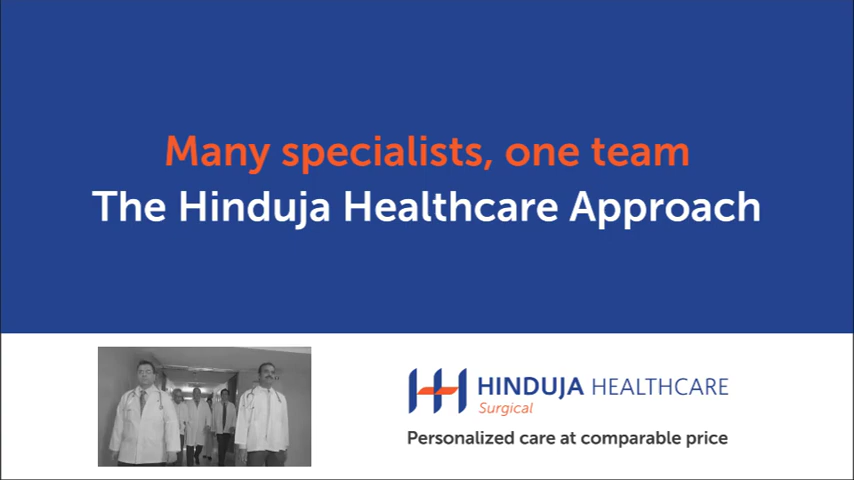 Many specialists, one team
The Hinduja Healthcare Approach
HINDUJA HEALTHCARE
Surgical
Personalized care at comparable price